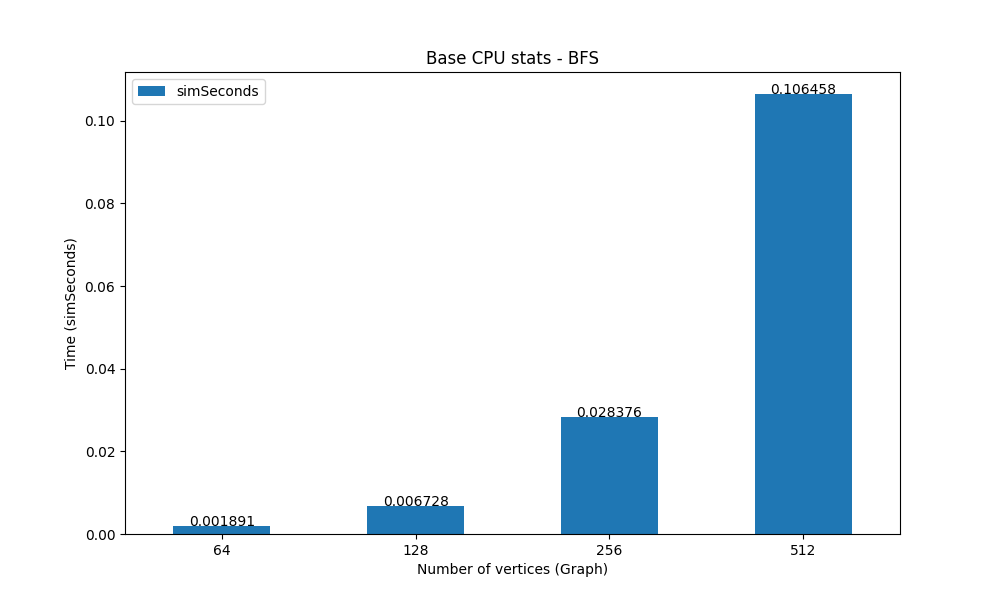 Base CPU stats - BFS
simSeconds
0.106458
0.10
0.08
0.06
0.04
0.028376
0.02
0.006728
0.001891
0.00
Time (simSeconds)
64 128 256 512
Number of vertices (Graph)